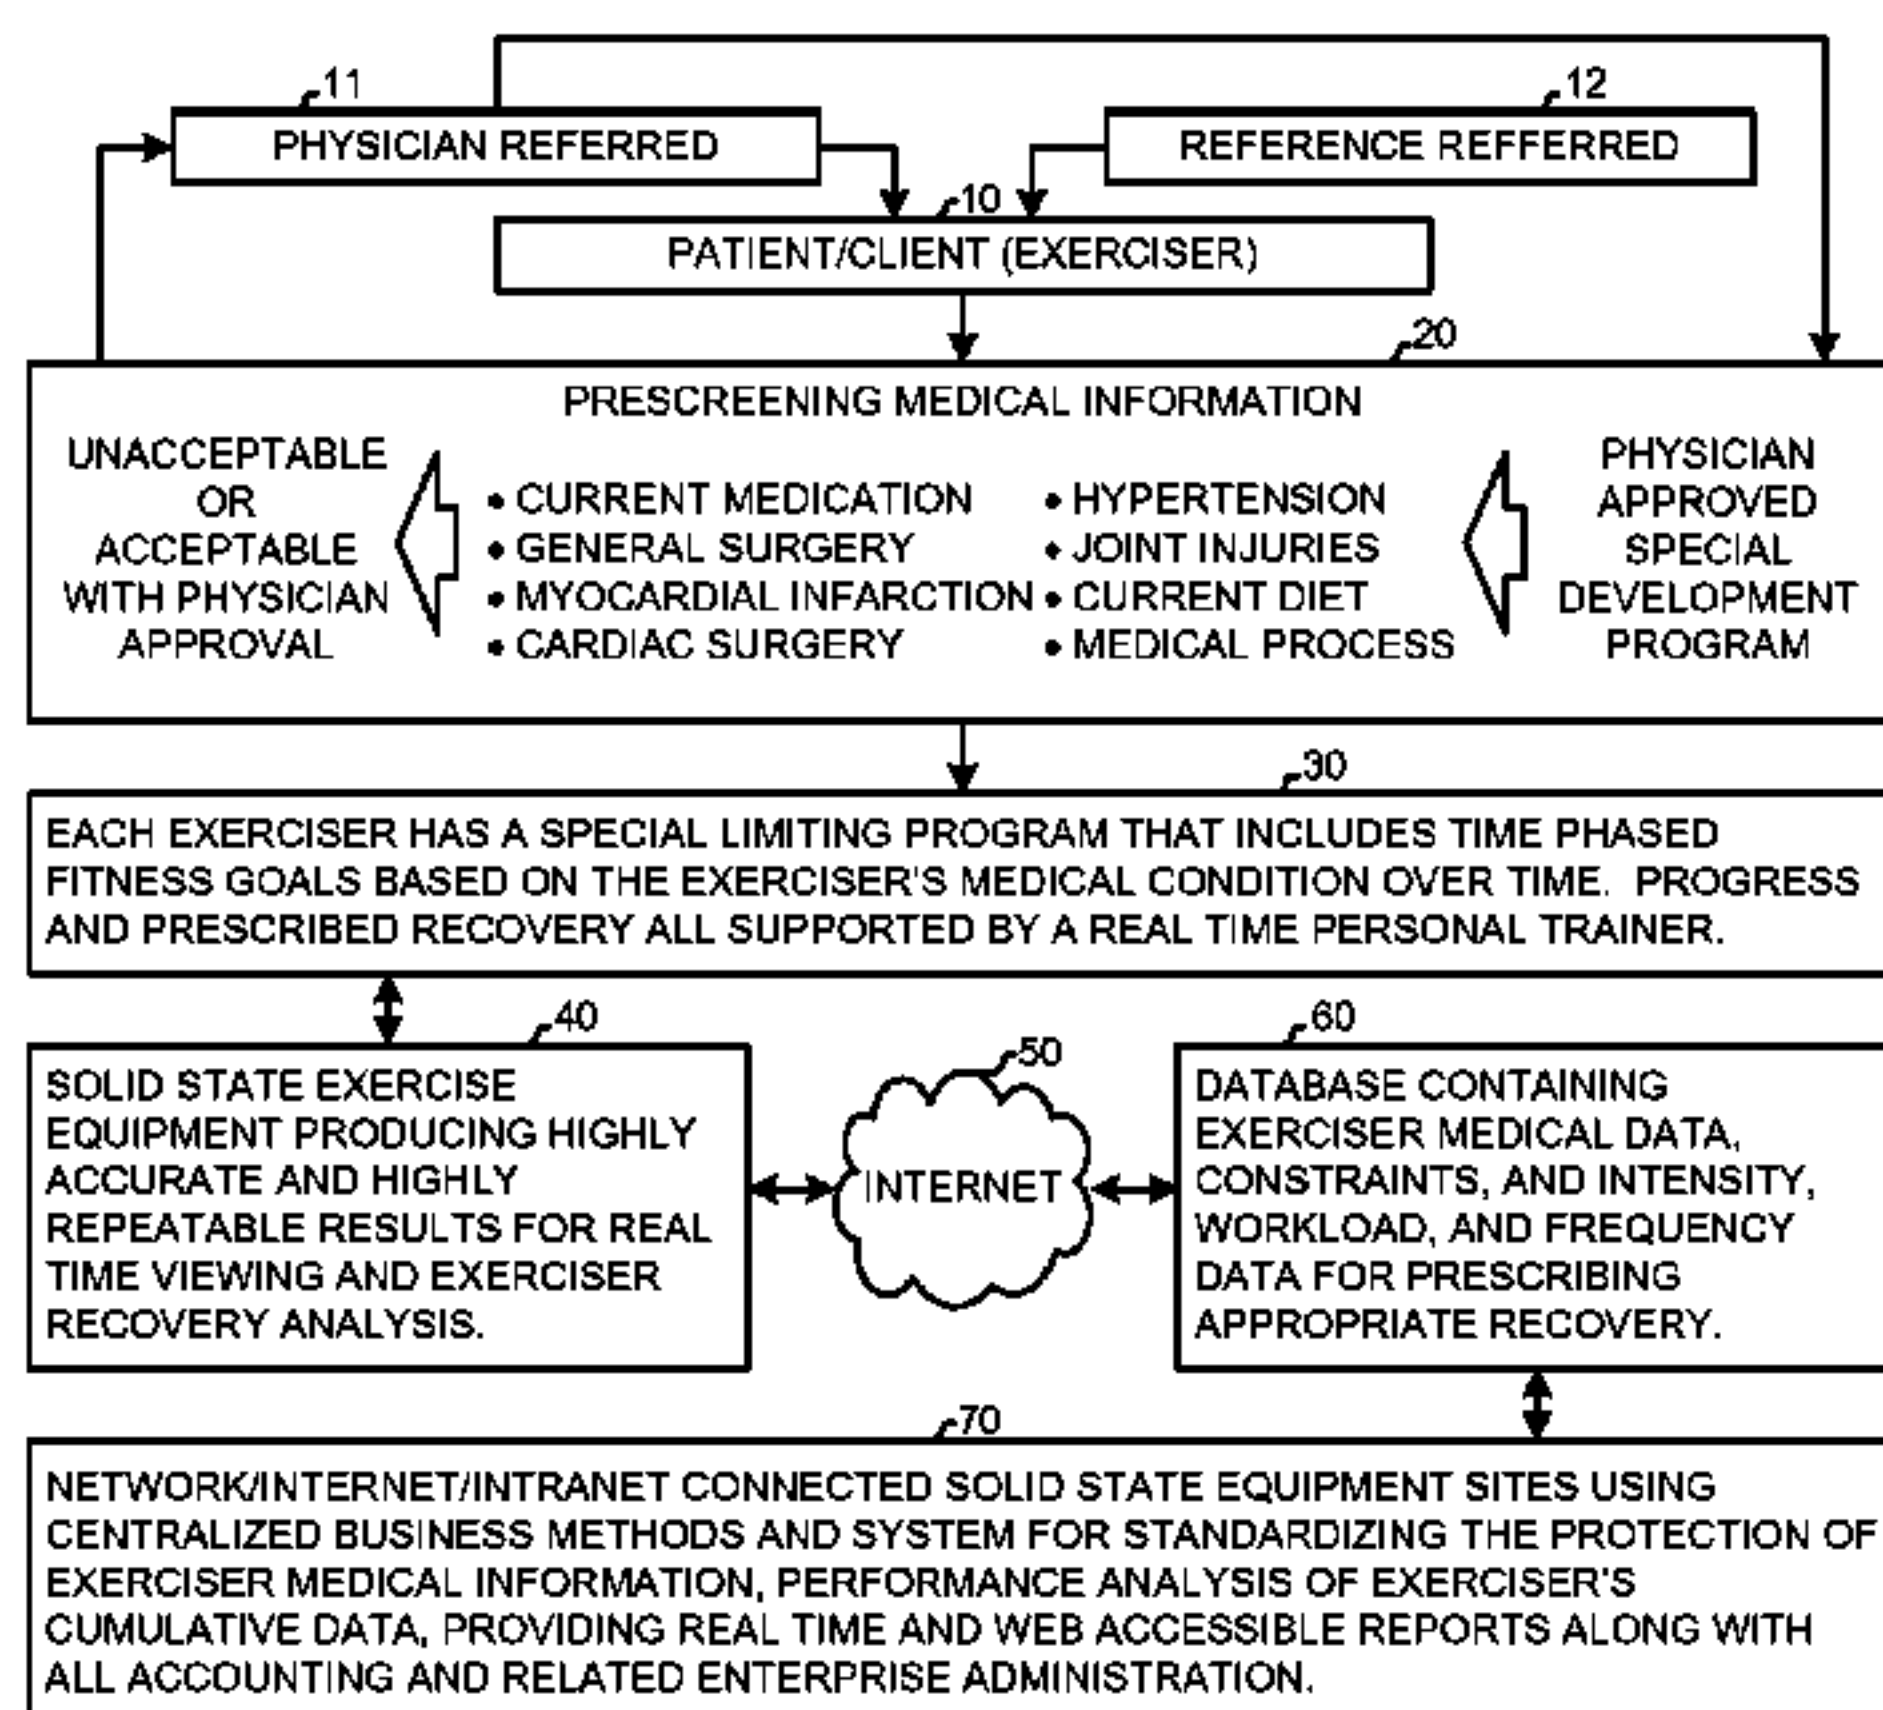 11
12
PHYSICIAN REFERRED
REFERENCE REFFERRED
10
PATIENT/CLIENT (EXERCISER)
20
PRESCREENING MEDICAL INFORMATION
UNACCEPTABLE
OR
ACCEPTABLE
WITH PHYSICIAN
APPROVAL
• CURRENT MEDICATION
• GENERAL SURGERY
• MYOCARDIAL INFARCTION
• CARDIAC SURGERY
• HYPERTENSION
• JOINT INJURIES
• CURRENT DIET
• MEDICAL PROCESS
PHYSICIAN
APPROVED
SPECIAL
DEVELOPMENT
PROGRAM
30
EACH EXERCISER HAS A SPECIAL LIMITING PROGRAM THAT INCLUDES TIME PHASED
FITNESS GOALS BASED ON THE EXERCISER'S MEDICAL CONDITION OVER TIME. PROGRESS
AND PRESCRIBED RECOVERY ALL SUPPORTED BY A REAL TIME PERSONAL TRAINER.
40
SOLID STATE EXERCISE
EQUIPMENT PRODUCING HIGHLY
ACCURATE AND HIGHLY
REPEATABLE RESULTS FOR REAL
TIME VIEWING AND EXERCISER
RECOVERY ANALYSIS.
50
INTERNET
60
DATABASE CONTAINING
EXERCISER MEDICAL DATA,
CONSTRAINTS, AND INTENSITY,
WORKLOAD, AND FREQUENCY
DATA FOR PRESCRIBING
APPROPRIATE RECOVERY.
70
NETWORK/INTERNET/INTRANET CONNECTED SOLID STATE EQUIPMENT SITES USING
CENTRALIZED BUSINESS METHODS AND SYSTEM FOR STANDARDIZING THE PROTECTION OF
EXERCISER MEDICAL INFORMATION, PERFORMANCE ANALYSIS OF EXERCISER'S
CUMULATIVE DATA, PROVIDING REAL TIME AND WEB ACCESSIBLE REPORTS ALONG WITH
ALL ACCOUNTING AND RELATED ENTERPRISE ADMINISTRATION.